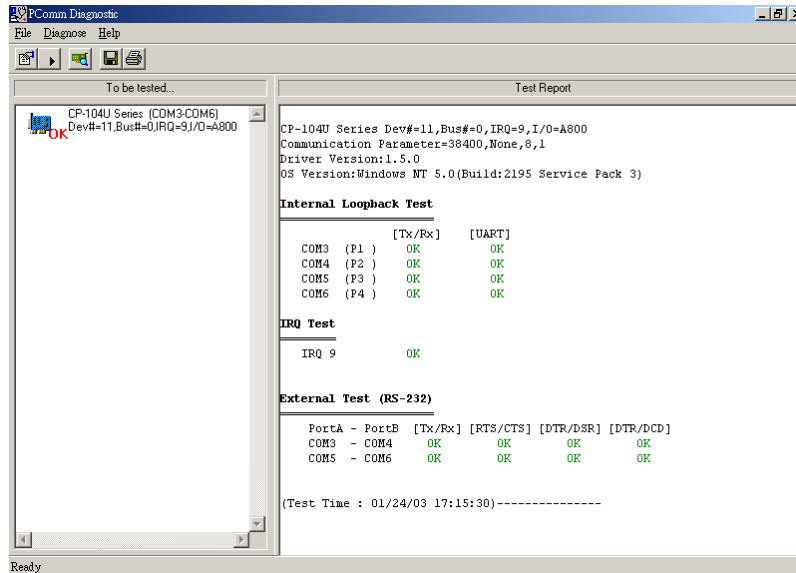 PComm Diagnostic
File Diagnose Help
To be tested...
CP-104U Series (COM3-COM6)
Dev#=11,Bus#=0,IRQ=9,I/O=A800
OK
Test Report
CP-104U Series Dev#=11,Bus#=0,IRQ=9,I/O=A800
Communication Parameter=38400,None,8,1
Driver Version:1.5.0
OS Version:Windows NT 5.0(Build:2195 Service Pack 3)
Internal Loopback Test
[Tx/Rx] [UART]
COM3 (P1 ) OK OK
COM4 (P2 ) OK OK
COM5 (P3 ) OK OK
COM6 (P4 ) OK OK
IRQ Test
IRQ 9 OK
External Test (RS-232)
PortA - PortB [Tx/Rx] [RTS/CTS] [DTR/DSR] [DTR/DCD]
COM3 - COM4 OK OK OK OK
COM5 - COM6 OK OK OK OK
(Test Time : 01/24/03 17:15:30)---------------
Ready